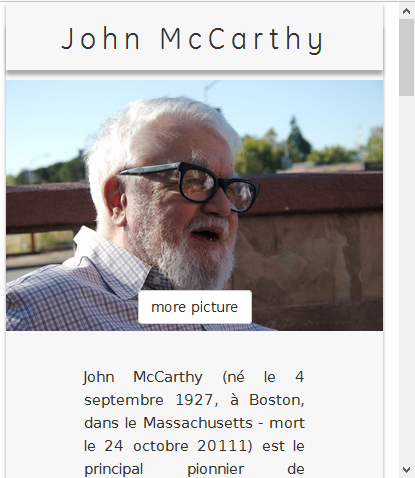 John McCarthy
more picture
John McCarthy (né le 4
septembre 1927, à Boston,
dans le Massachusetts - mort
le 24 octobre 20111) est le
principal pionnier de